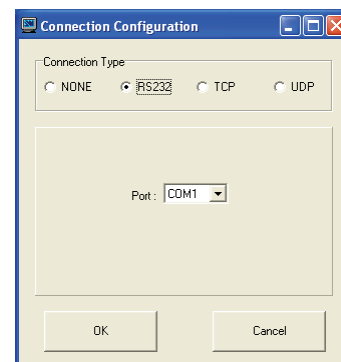 Connection Configuration
Connection Type
NONE RS232 TCP UDP
Port : COM1
OK Cancel